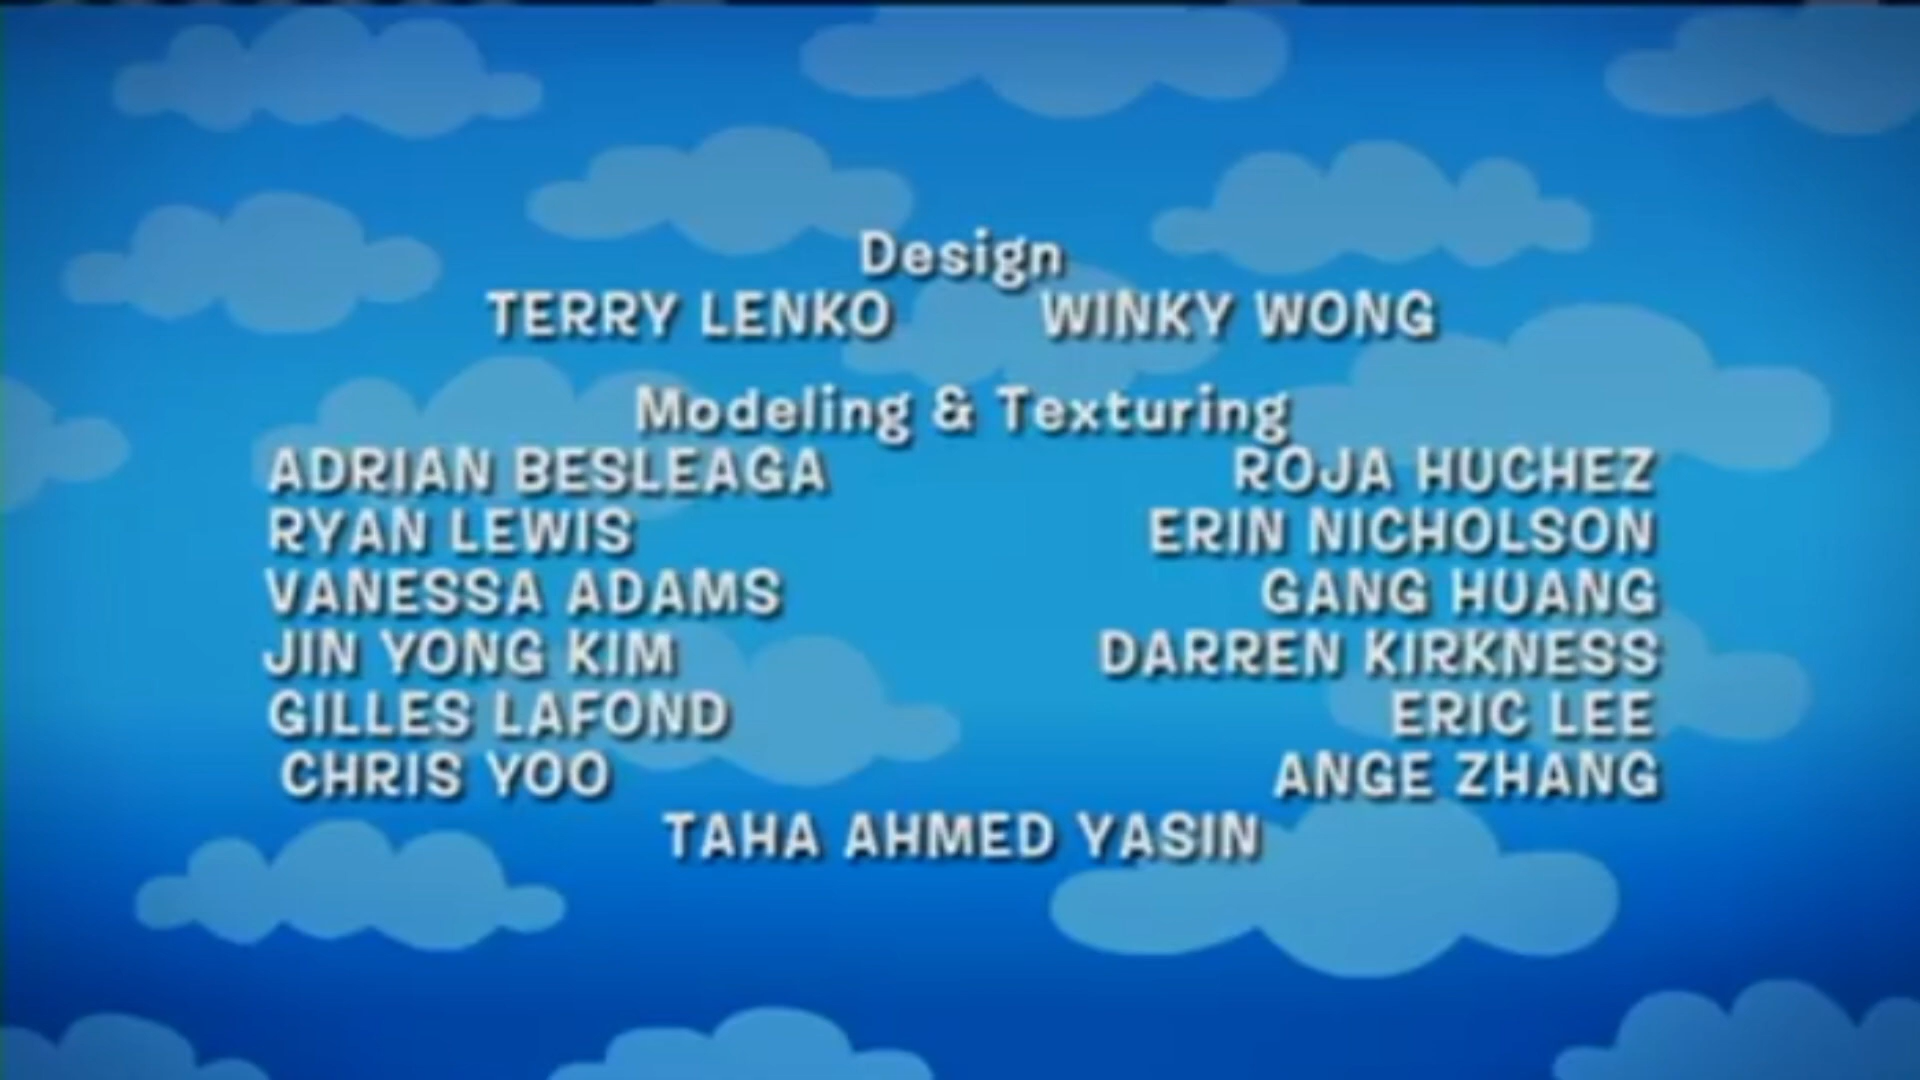 Design
TERRY LENKO WINKY WONG
Modeling & Texturing
ADRIAN BESLEAGA ROJA HUCHEZ
RYAN LEWIS ERIN NICHOLSON
VANESSA ADAMS GANG HUANG
JIN YONG KIM DARREN KIRKNESS
GILLES LAFOND ERIC LEE
CHRIS YOO ANGE ZHANG
TAHA AHMED YASIN